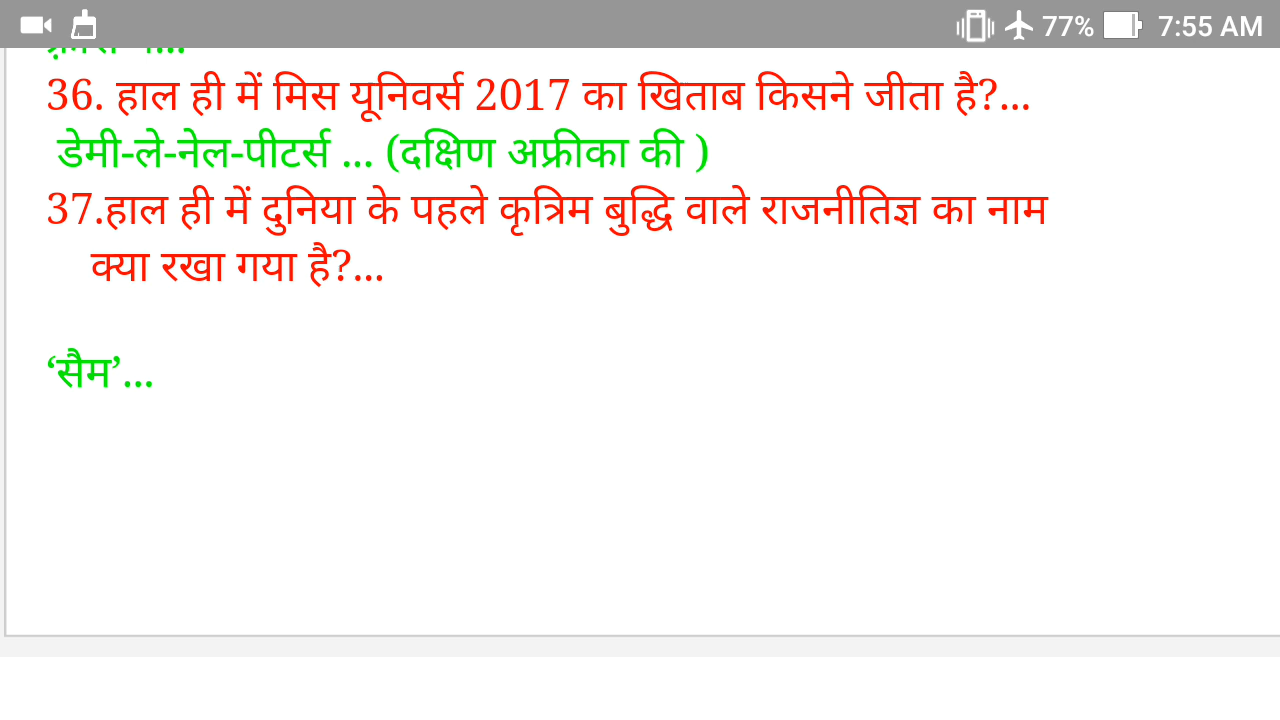 77% 7:55 AM
36. हाल ही में मिस यूनिवर्स 2017 का खिताब किसने जीता है?...
डेमी-ले-नेल-पीटर्स ... (दक्षिण अफ्रीका की )
37.हाल ही में दुनिया के पहले कृत्रिम बुद्धि वाले राजनीतिज्ञ का नाम
क्या रखा गया है?...
‘सैम’...